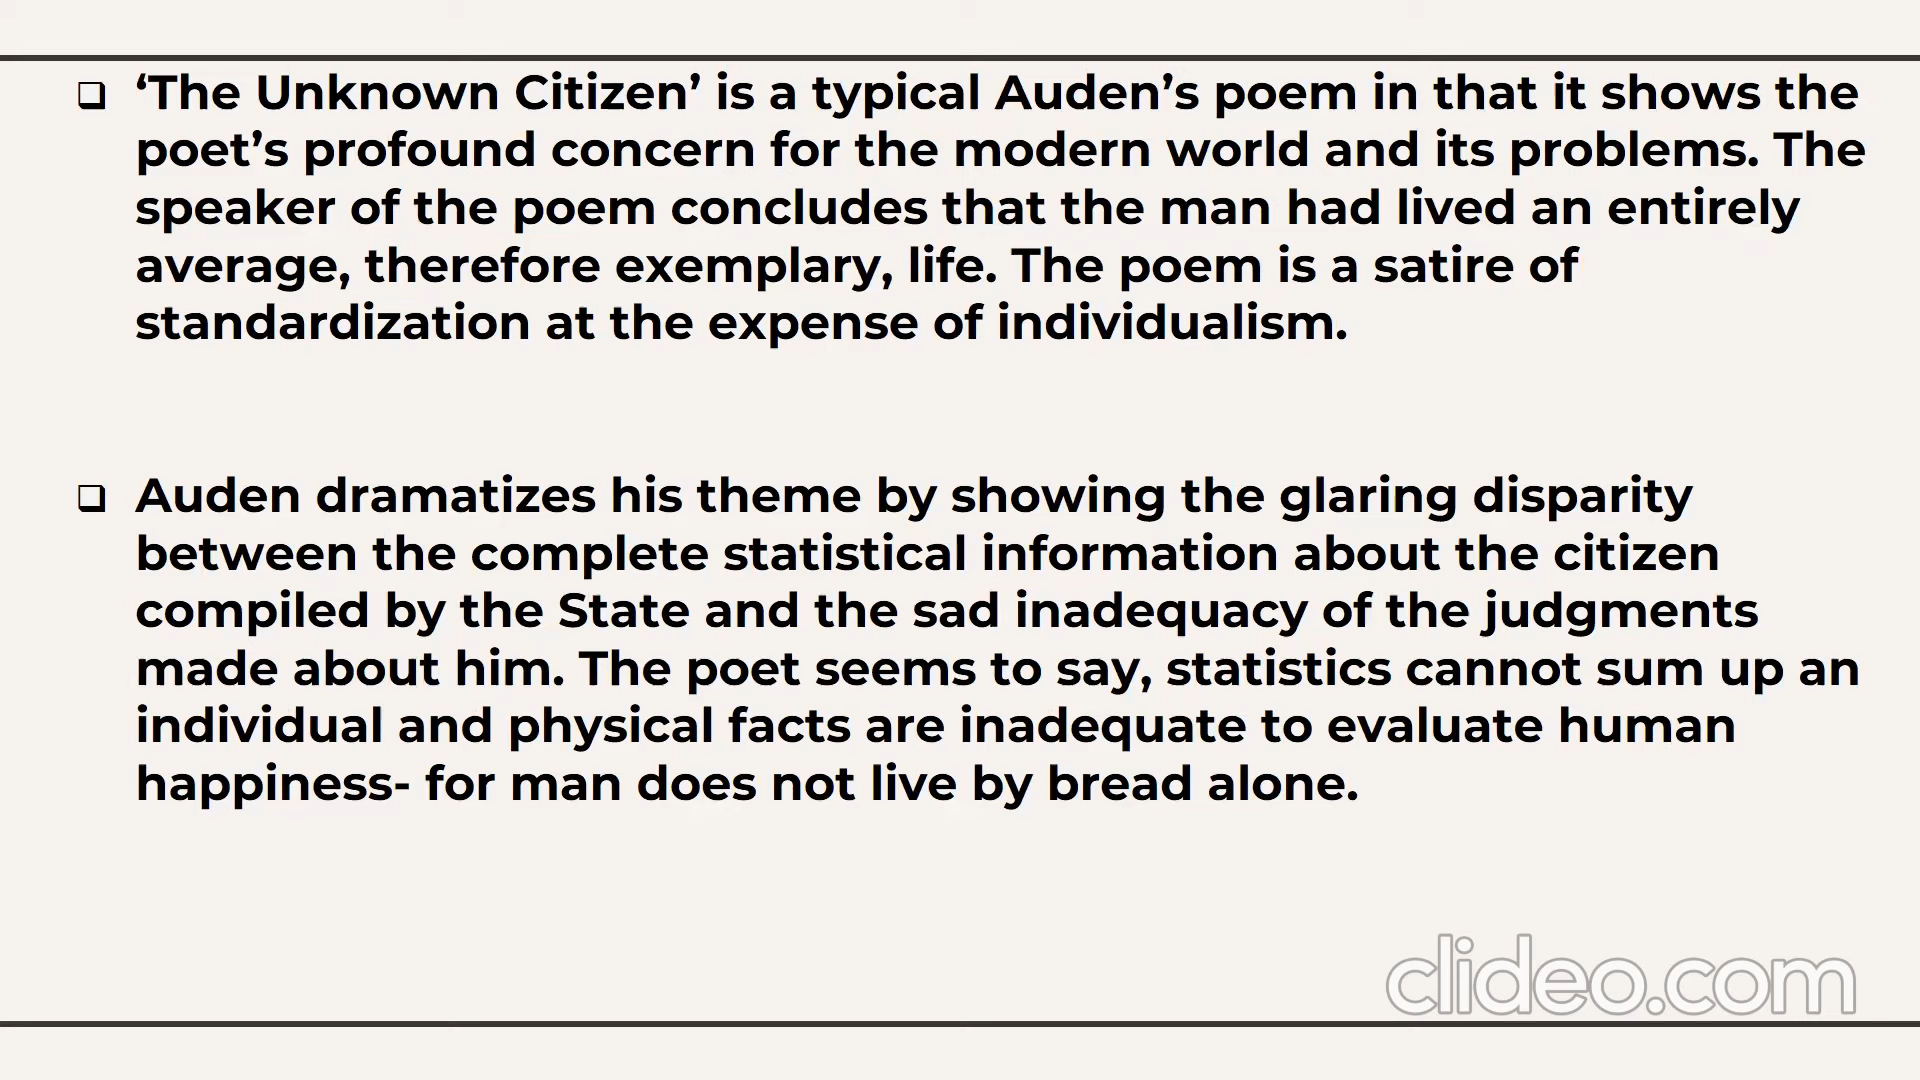 ❑ ‘The Unknown Citizen’ is a typical Auden’s poem in that it shows the
poet’s profound concern for the modern world and its problems. The
speaker of the poem concludes that the man had lived an entirely
average, therefore exemplary, life. The poem is a satire of
standardization at the expense of individualism.
❑ Auden dramatizes his theme by showing the glaring disparity
between the complete statistical information about the citizen
compiled by the State and the sad inadequacy of the judgments
made about him. The poet seems to say, statistics cannot sum up an
individual and physical facts are inadequate to evaluate human
happiness- for man does not live by bread alone.
clideo.com